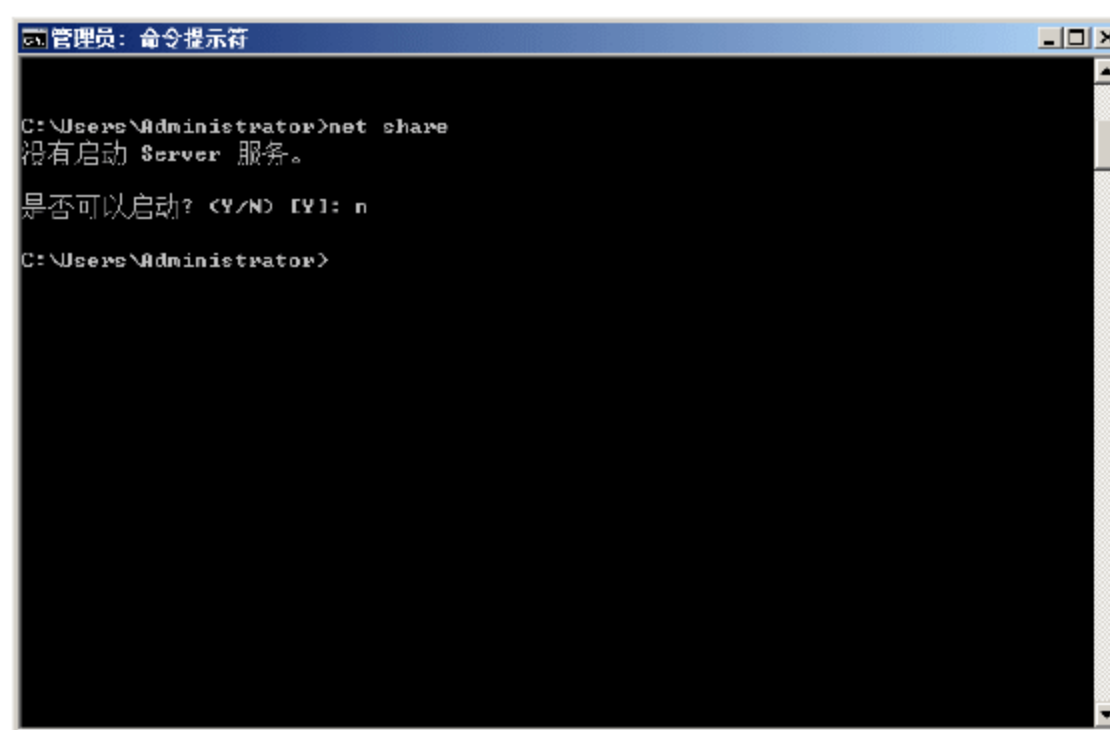 管理员: 命令提示符
C:\Users\Administrator>net share
没有启动 Server 服务。
是否可以启动? (Y/N) [Y]: n
C:\Users\Administrator>